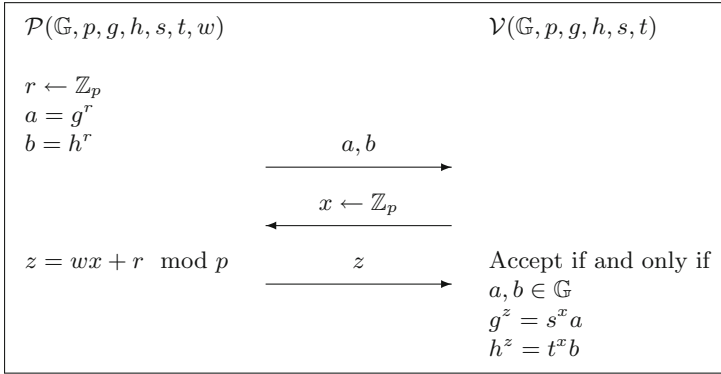 𝒫(𝔾, p, g, h, s, t, w) 𝒱(𝔾, p, g, h, s, t)
r ← ℤ_p
a = g^r
b = h^r
a, b
x ← ℤ_p
z = wx + r mod p z Accept if and only if
a, b ∈ 𝔾
g^z = s^x a
h^z = t^x b